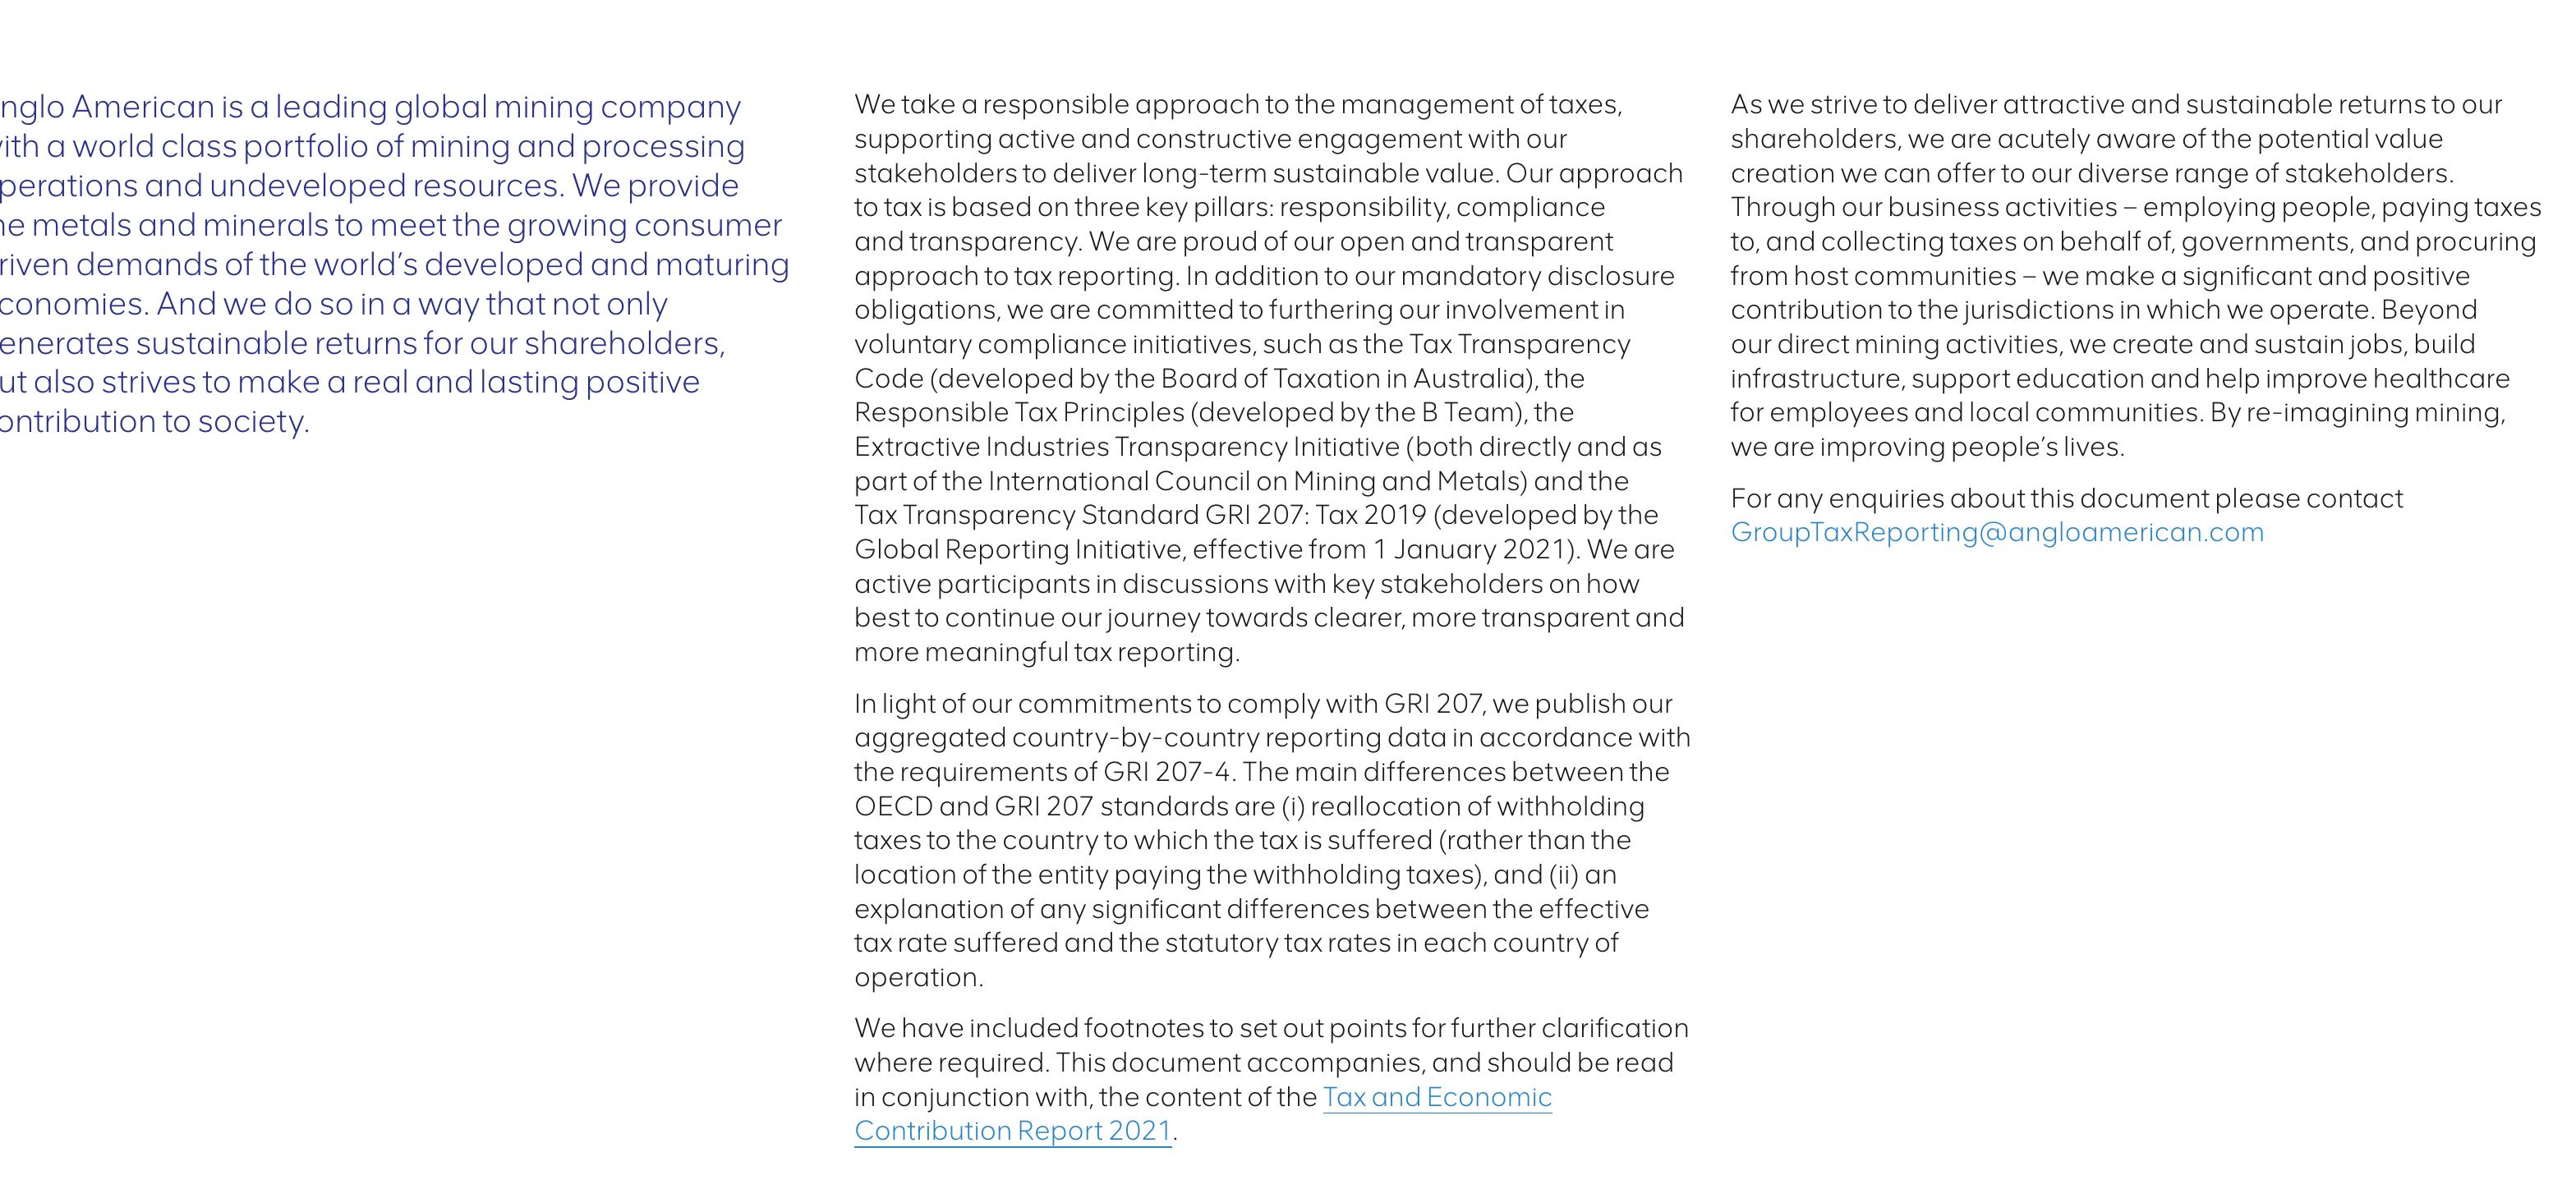 nglo American is a leading global mining company
ith a world class portfolio of mining and processing
perations and undeveloped resources. We provide
he metals and minerals to meet the growing consumer
riven demands of the world’s developed and maturing
conomies. And we do so in a way that not only
enerates sustainable returns for our shareholders,
ut also strives to make a real and lasting positive
ontribution to society.
We take a responsible approach to the management of taxes,
supporting active and constructive engagement with our
stakeholders to deliver long-term sustainable value. Our approach
to tax is based on three key pillars: responsibility, compliance
and transparency. We are proud of our open and transparent
approach to tax reporting. In addition to our mandatory disclosure
obligations, we are committed to furthering our involvement in
voluntary compliance initiatives, such as the Tax Transparency
Code (developed by the Board of Taxation in Australia), the
Responsible Tax Principles (developed by the B Team), the
Extractive Industries Transparency Initiative (both directly and as
part of the International Council on Mining and Metals) and the
Tax Transparency Standard GRI 207: Tax 2019 (developed by the
Global Reporting Initiative, effective from 1 January 2021). We are
active participants in discussions with key stakeholders on how
best to continue our journey towards clearer, more transparent and
more meaningful tax reporting.
In light of our commitments to comply with GRI 207, we publish our
aggregated country-by-country reporting data in accordance with
the requirements of GRI 207-4. The main differences between the
OECD and GRI 207 standards are (i) reallocation of withholding
taxes to the country to which the tax is suffered (rather than the
location of the entity paying the withholding taxes), and (ii) an
explanation of any significant differences between the effective
tax rate suffered and the statutory tax rates in each country of
operation.
We have included footnotes to set out points for further clarification
where required. This document accompanies, and should be read
in conjunction with, the content of the Tax and Economic
Contribution Report 2021.
As we strive to deliver attractive and sustainable returns to our
shareholders, we are acutely aware of the potential value
creation we can offer to our diverse range of stakeholders.
Through our business activities – employing people, paying taxes
to, and collecting taxes on behalf of, governments, and procuring
from host communities – we make a significant and positive
contribution to the jurisdictions in which we operate. Beyond
our direct mining activities, we create and sustain jobs, build
infrastructure, support education and help improve healthcare
for employees and local communities. By re-imagining mining,
we are improving people’s lives.
For any enquiries about this document please contact
GroupTaxReporting@angloamerican.com